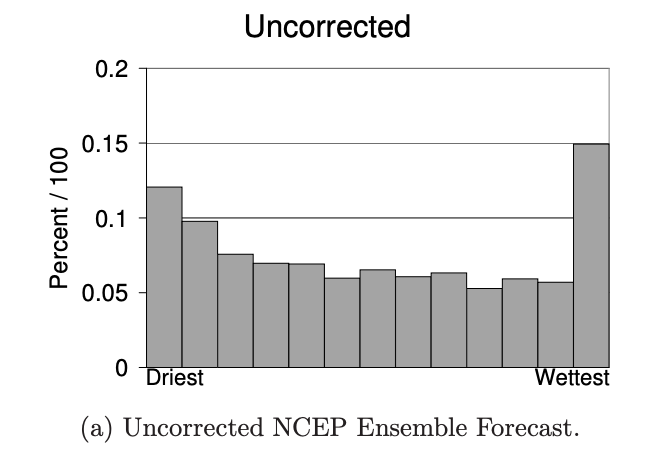 Uncorrected
0.2
0.15
0.1
0.05
0
Percent / 100
Driest
Wettest
(a) Uncorrected NCEP Ensemble Forecast.